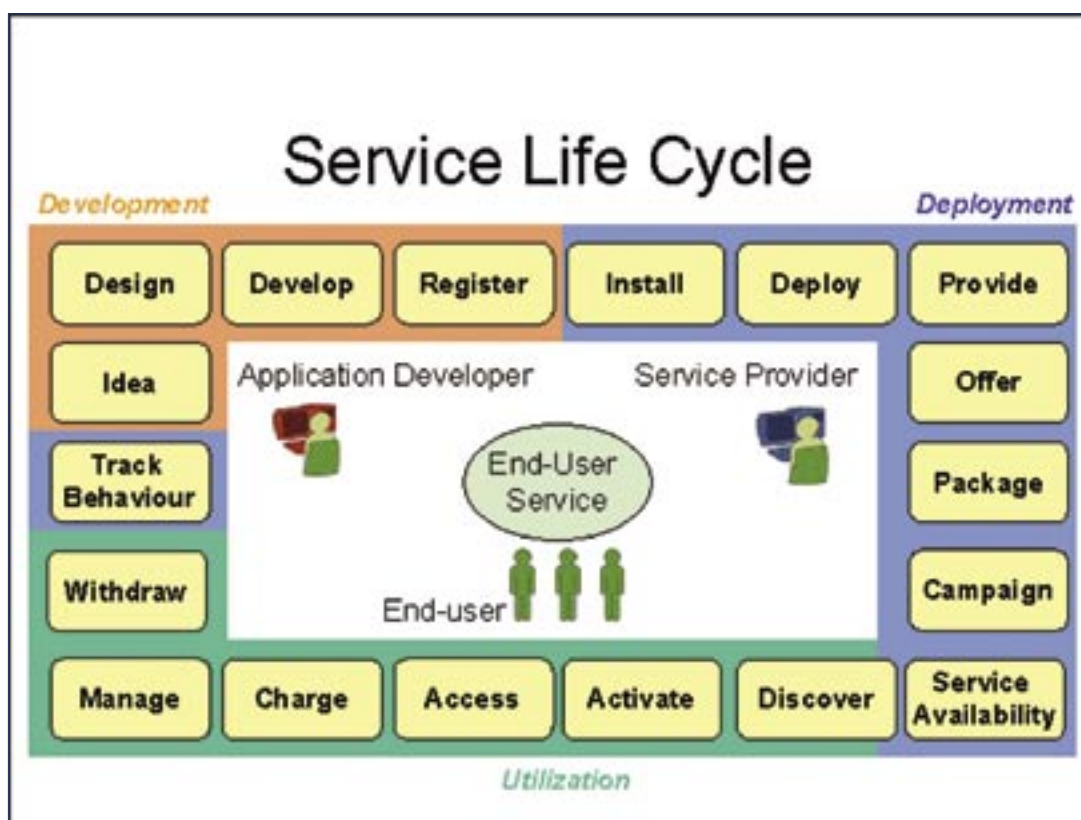 Service Life Cycle
Development
Deployment
Design
Develop
Register
Install
Deploy
Provide
Idea
Application Developer
Service Provider
Offer
Track
Behaviour
End-User
Service
Package
Withdraw
End-user
Campaign
Manage
Charge
Access
Activate
Discover
Service
Availability
Utilization